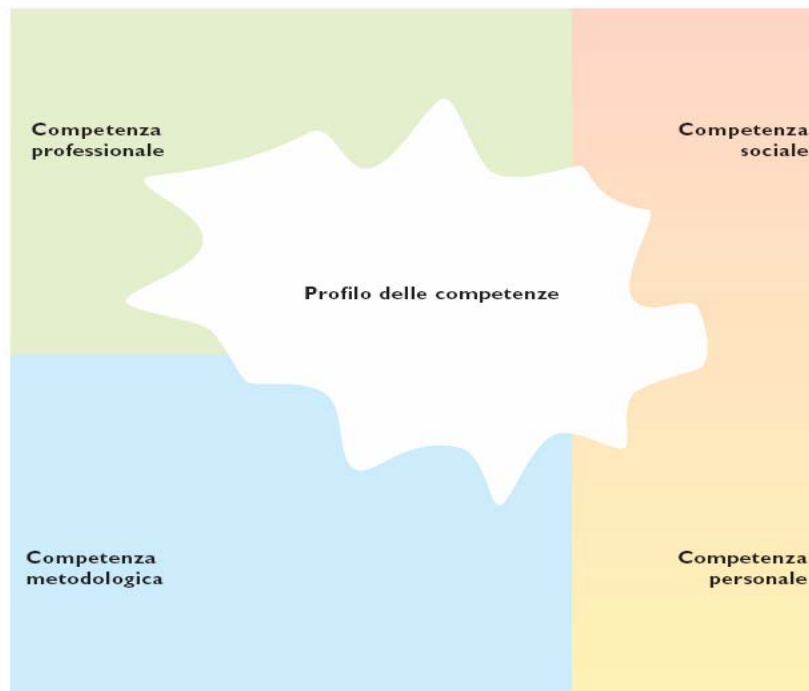 Competenza
professionale
Competenza
sociale
Profilo delle competenze
Competenza
metodologica
Competenza
personale